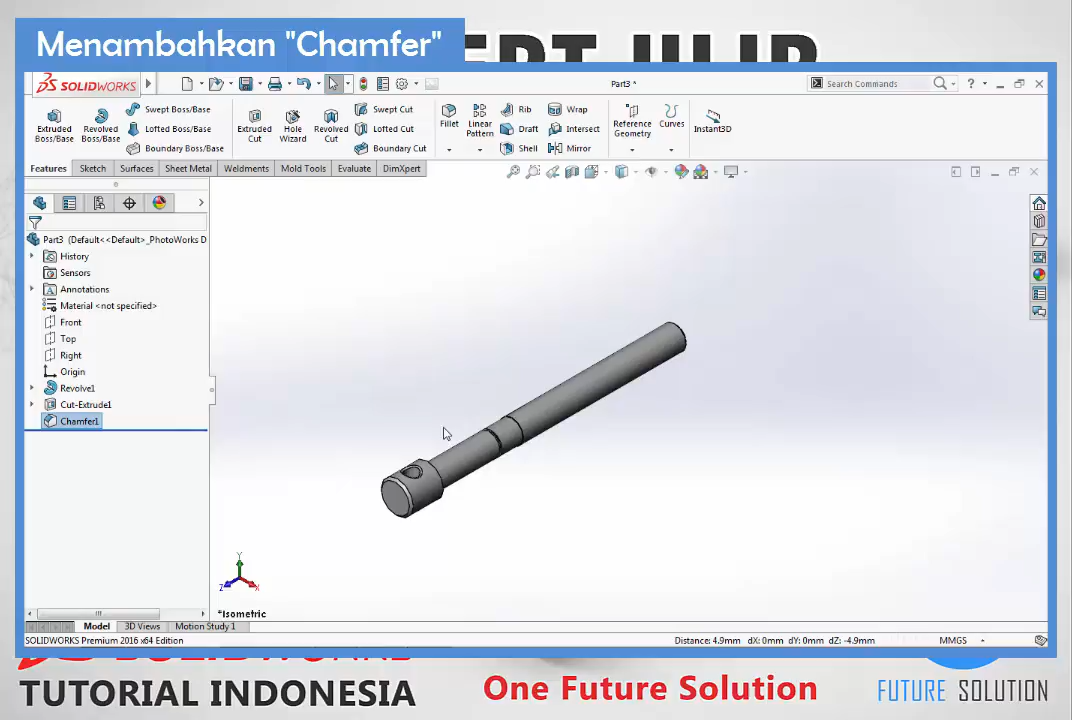 Menambahkan "Chamfer"
SOLIDWORKS
Part3 *
Search Commands
?
Extruded Boss/Base
Revolved Boss/Base
Swept Boss/Base
Lofted Boss/Base
Boundary Boss/Base
Extruded Cut
Hole Wizard
Revolved Cut
Swept Cut
Lofted Cut
Boundary Cut
Fillet
Linear Pattern
Rib
Draft
Shell
Wrap
Intersect
Mirror
Reference Geometry
Curves
Instant3D
Features Sketch Surfaces Sheet Metal Weldments Mold Tools Evaluate DimXpert
Part3 (Default<<Default>_PhotoWorks D
History
Sensors
Annotations
Material <not specified>
Front
Top
Right
Origin
Revolve1
Cut-Extrude1
Chamfer1
Y
Z
X
*Isometric
Model 3D Views Motion Study 1
SOLIDWORKS Premium 2016 x64 Edition
Distance: 4.9mm dX: 0mm dY: 0mm dZ: -4.9mm
MMGS
TUTORIAL INDONESIA
One Future Solution
FUTURE SOLUTION